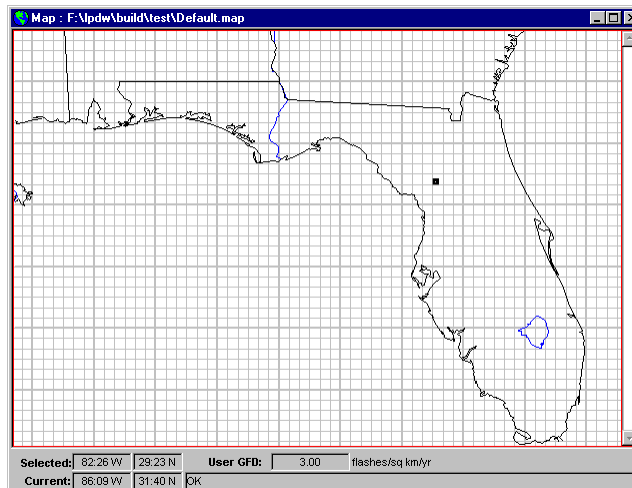 Map : F:\lpdw\build\test\Default.map
Selected: 82:26 W 29:23 N User GFD: 3.00 flashes/sq km/yr
Current: 86:09 W 31:40 N OK